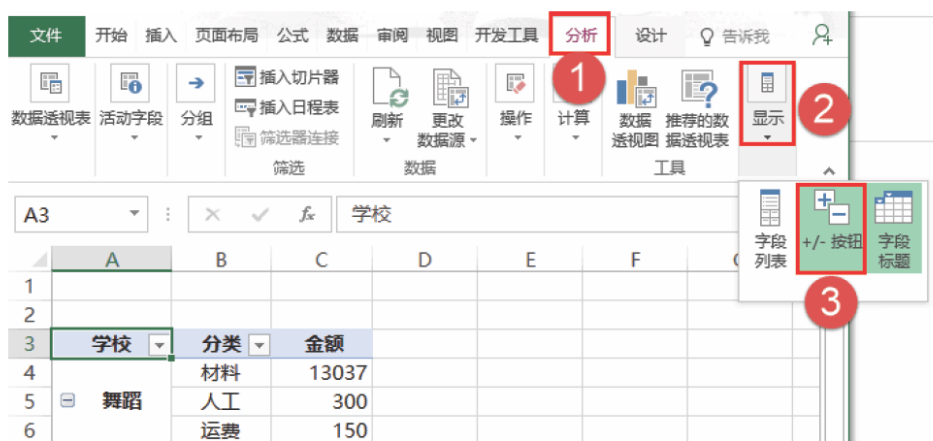 文件 开始 插入 页面布局 公式 数据 审阅 视图 开发工具 分析 设计 告诉我
1
数据透视表 活动字段 分组
插入切片器
插入日程表
筛选器连接
筛选
刷新 更改
数据源
数据
操作 计算
数据
透视图
推荐的数
据透视表
工具
显示
2
字段
列表
+/- 按钮
字段
标题
3
A3 fx 学校
A B C D E F
1
2
3 学校 分类 金额
4 材料 13037
5 舞蹈 人工 300
6 运费 150